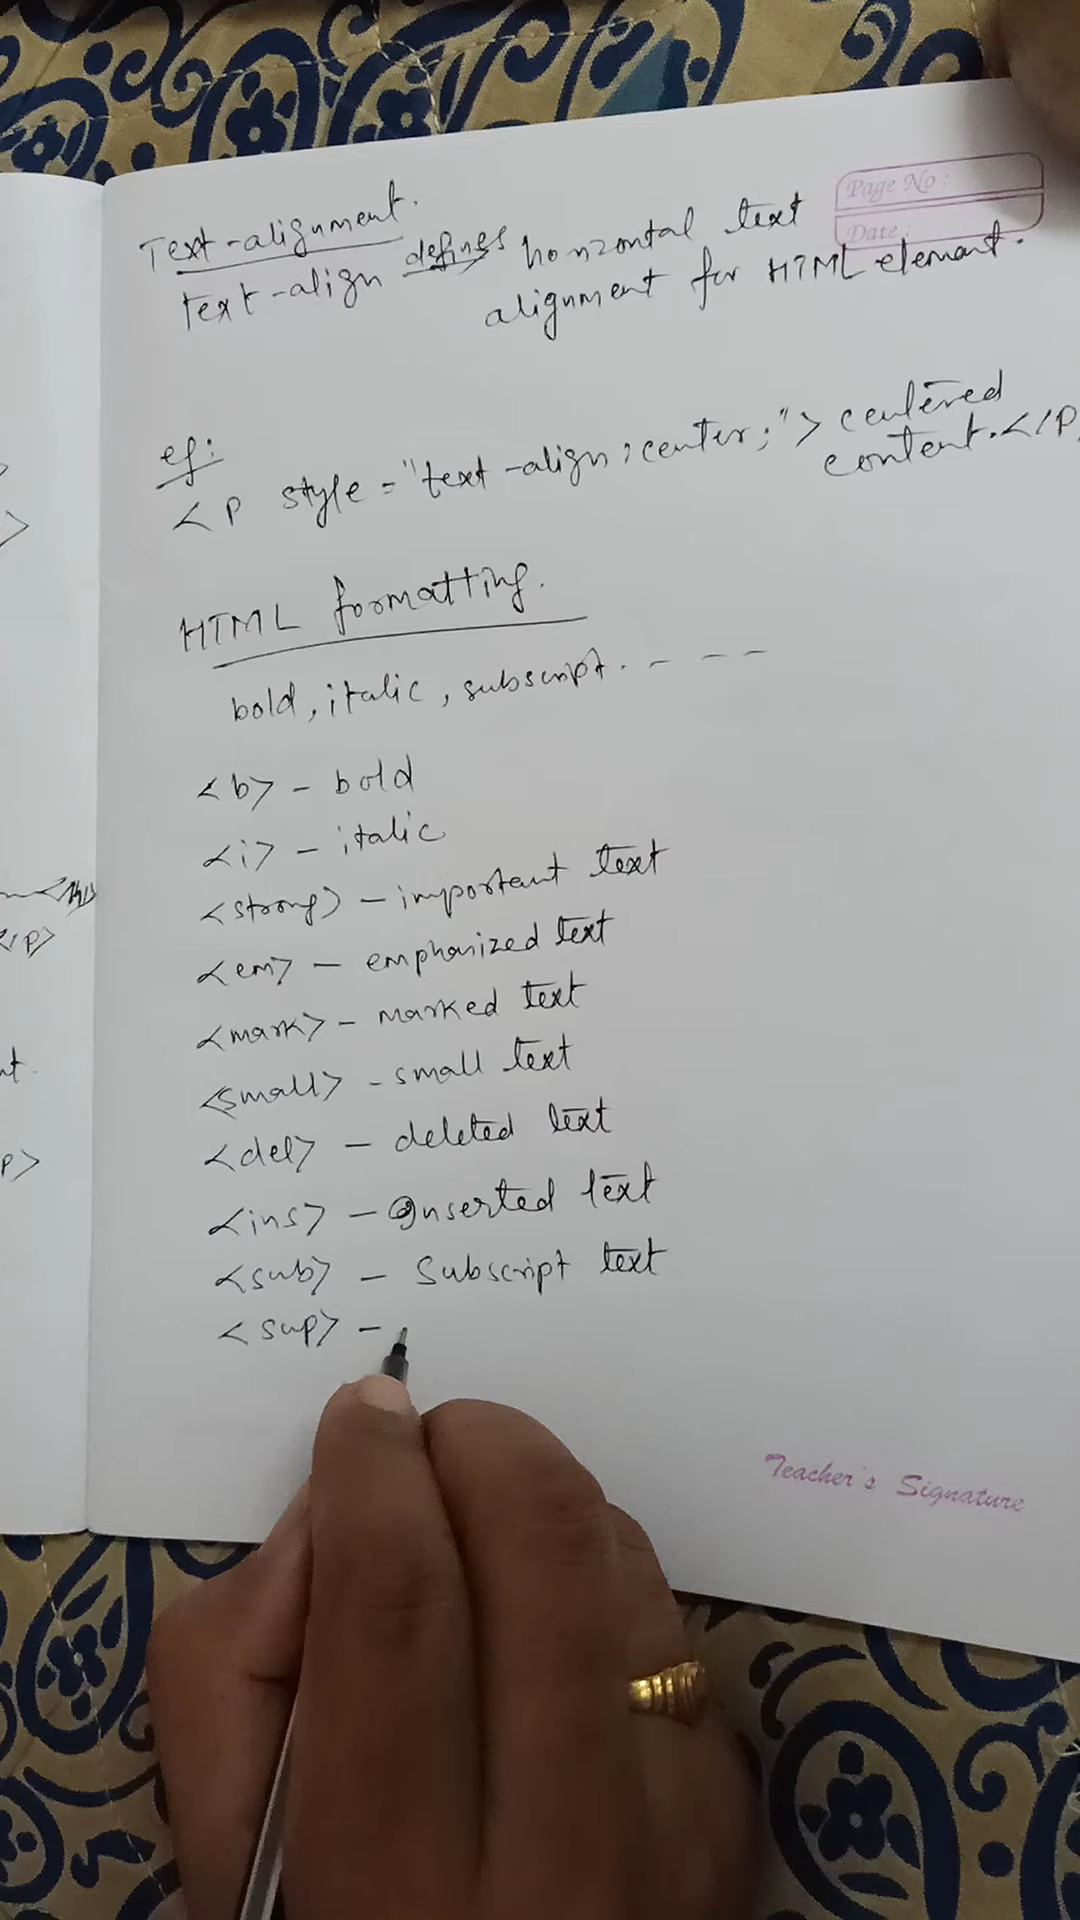 Page No :
Date :
Text-alignment.
text-align defines horizontal text
alignment for HTML element.
eg:
<P style="text-align:center;"> centered
content.</P>
HTML formatting.
bold, italic, subscript. - - - -
<b> - bold
<i> - italic
<strong> - important text
<em> - emphasized text
<mark> - marked text
<small> - small text
<del> - deleted text
<ins> - Inserted text
<sub> - Subscript text
<sup> -
Teacher's Signature